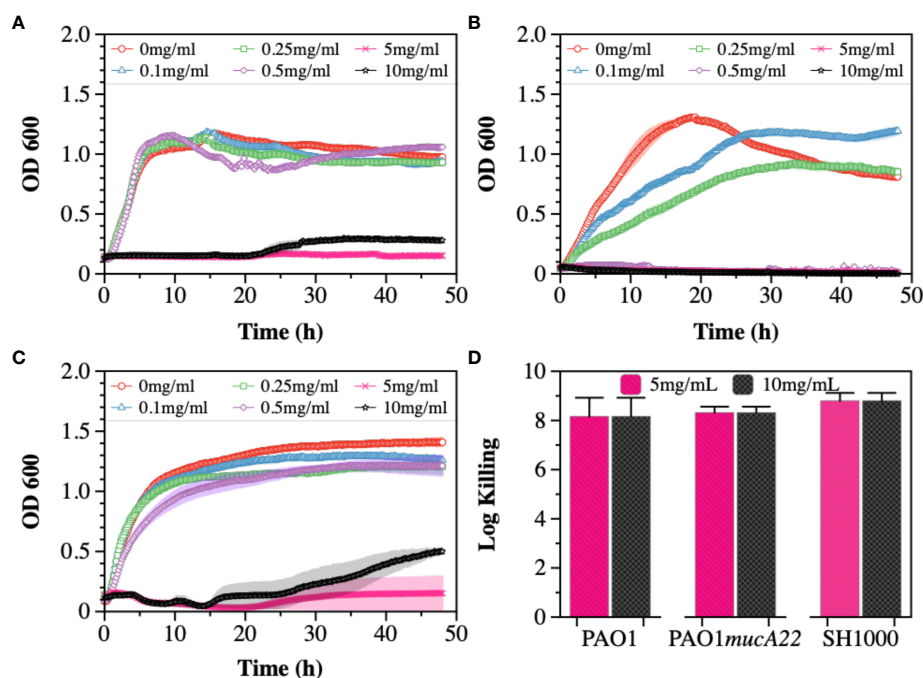 A
0mg/ml 0.25mg/ml 5mg/ml
0.1mg/ml 0.5mg/ml 10mg/ml
2.0
1.5
1.0
0.5
0
OD 600
0 10 20 30 40 50
Time (h)
B
0mg/ml 0.25mg/ml 5mg/ml
0.1mg/ml 0.5mg/ml 10mg/ml
2.0
1.5
1.0
0.5
0
OD 600
0 10 20 30 40 50
Time (h)
C
0mg/ml 0.25mg/ml 5mg/ml
0.1mg/ml 0.5mg/ml 10mg/ml
2.0
1.5
1.0
0.5
0.0
OD 600
0 10 20 30 40 50
Time (h)
D
5mg/mL 10mg/mL
10
8
6
4
2
0
Log Killing
PAO1 PAO1mucA22 SH1000